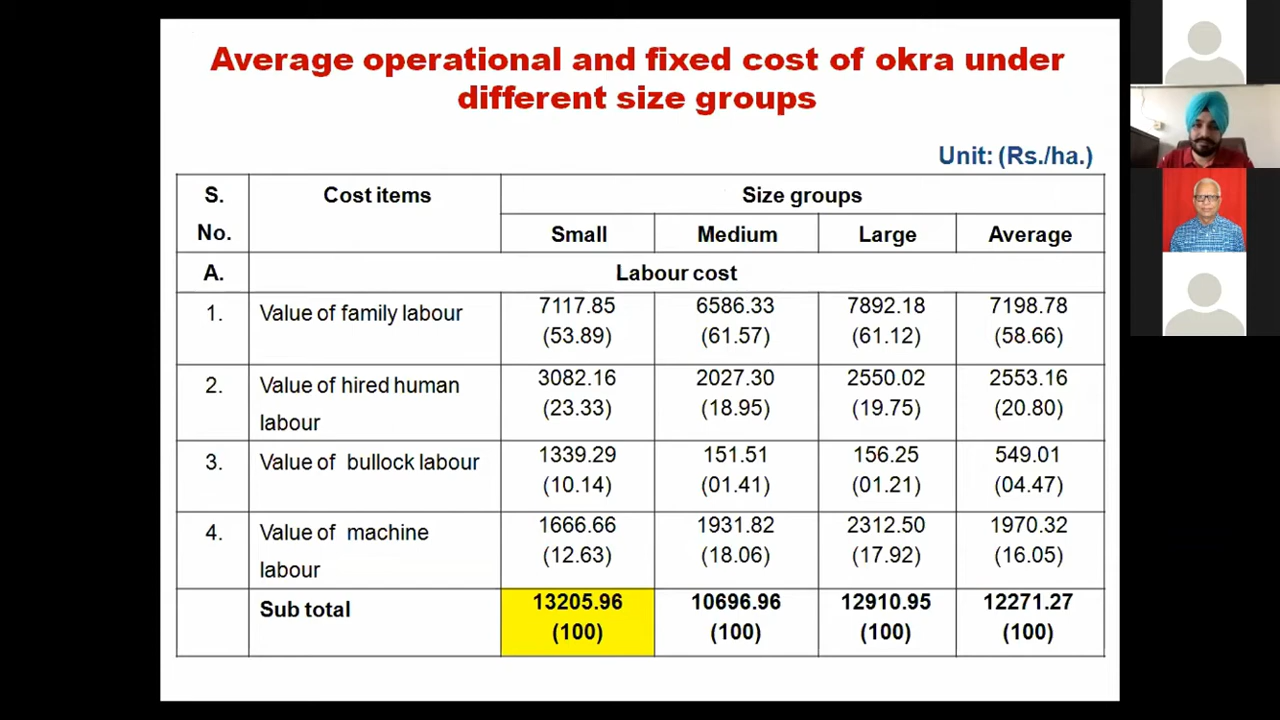 Average operational and fixed cost of okra under
different size groups
Unit: (Rs./ha.)
S. No. Cost items Size groups
Small Medium Large Average
A. Labour cost
1. Value of family labour 7117.85 6586.33 7892.18 7198.78
(53.89) (61.57) (61.12) (58.66)
2. Value of hired human 3082.16 2027.30 2550.02 2553.16
labour (23.33) (18.95) (19.75) (20.80)
3. Value of bullock labour 1339.29 151.51 156.25 549.01
(10.14) (01.41) (01.21) (04.47)
4. Value of machine 1666.66 1931.82 2312.50 1970.32
labour (12.63) (18.06) (17.92) (16.05)
Sub total 13205.96 10696.96 12910.95 12271.27
(100) (100) (100) (100)